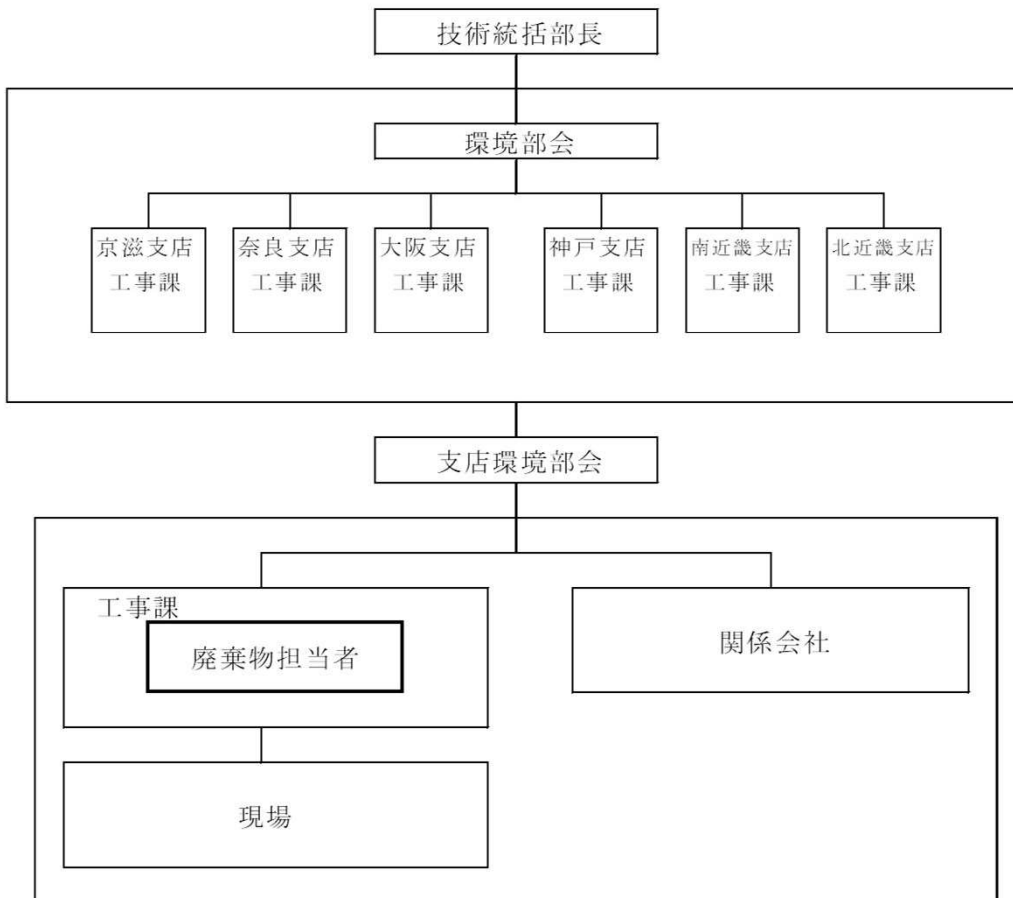 技術統括部長
環境部会
京滋支店
工事課
奈良支店
工事課
大阪支店
工事課
神戸支店
工事課
南近畿支店
工事課
北近畿支店
工事課
支店環境部会
工事課
廃棄物担当者
関係会社
現場